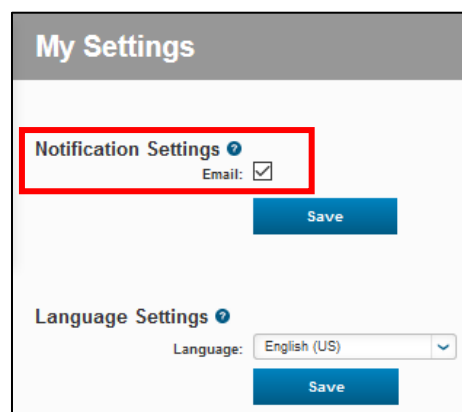 My Settings
Notification Settings
Email:
Save
Language Settings
Language: English (US)
Save